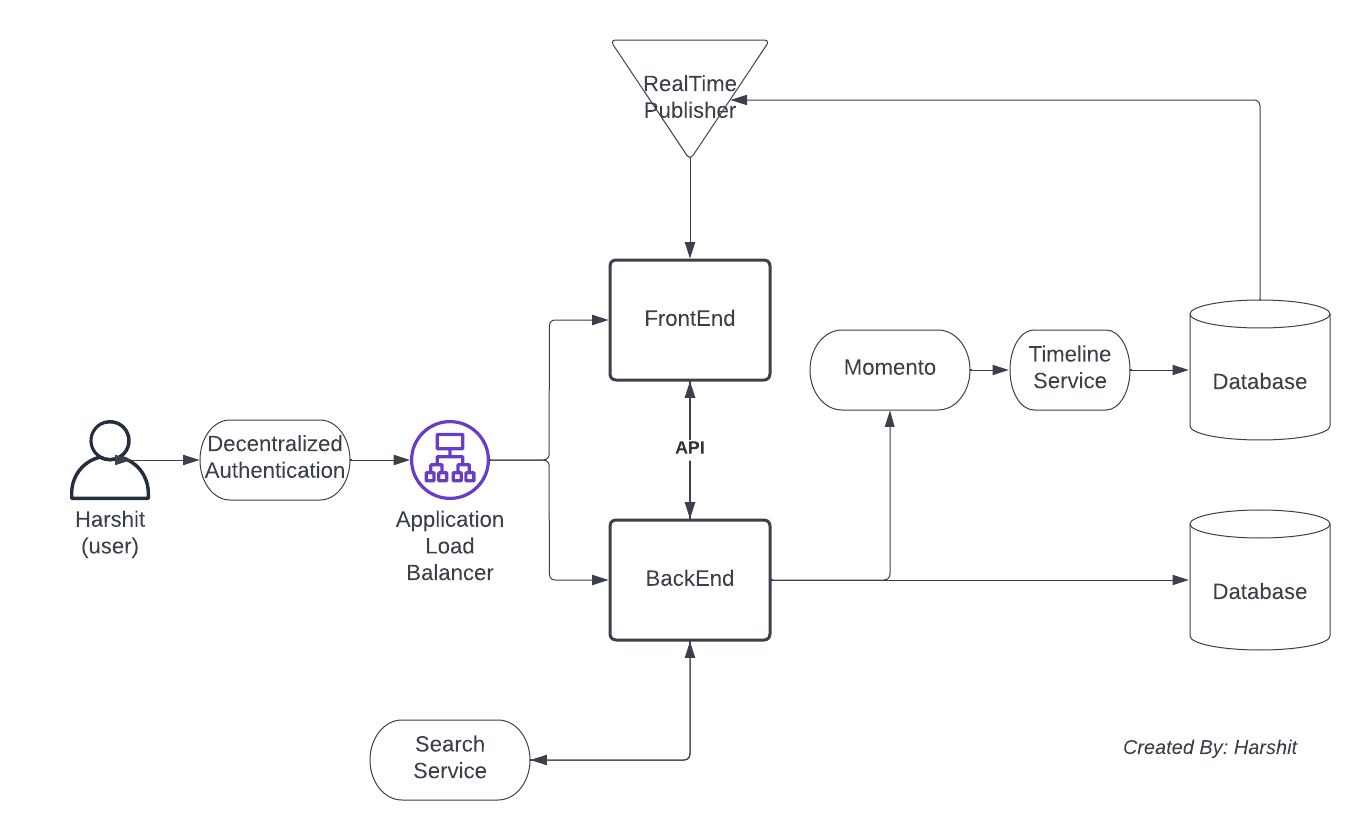 RealTime
Publisher
FrontEnd
Momento
Timeline
Service
Database
API
Decentralized
Authentication
Harshit
(user)
Application
Load
Balancer
BackEnd
Database
Search
Service
Created By: Harshit